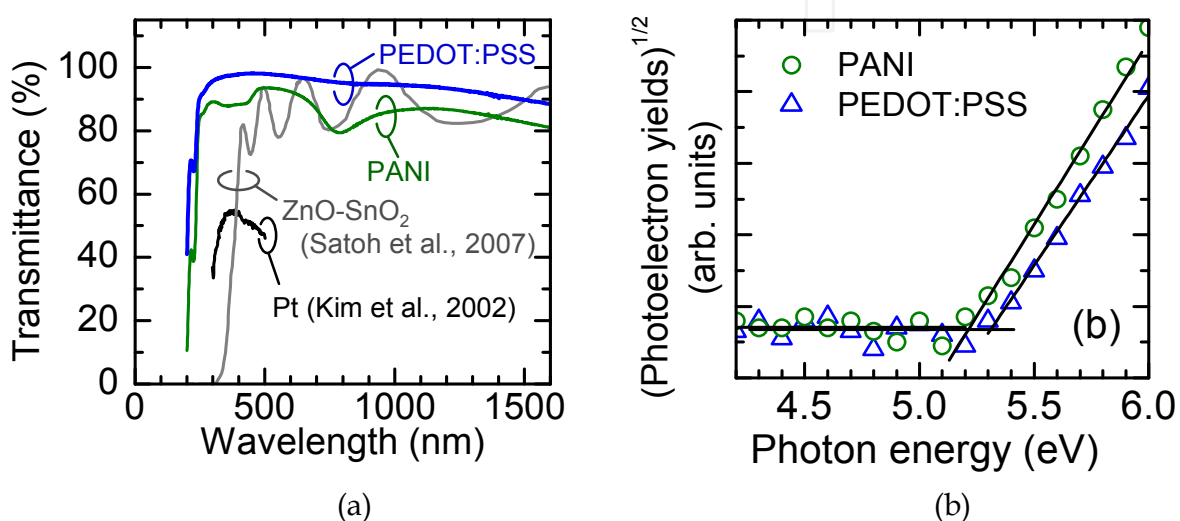 (a)
Transmittance (%)
100
80
60
40
20
0
PEDOT:PSS
PANI
ZnO-SnO₂
(Satoh et al., 2007)
Pt (Kim et al., 2002)
0
500
1000
1500
Wavelength (nm)
(a)
(Photoelectron yields)¹/²
(arb. units)
PANI
PEDOT:PSS
(b)
4.5
5.0
5.5
6.0
Photon energy (eV)
(b)